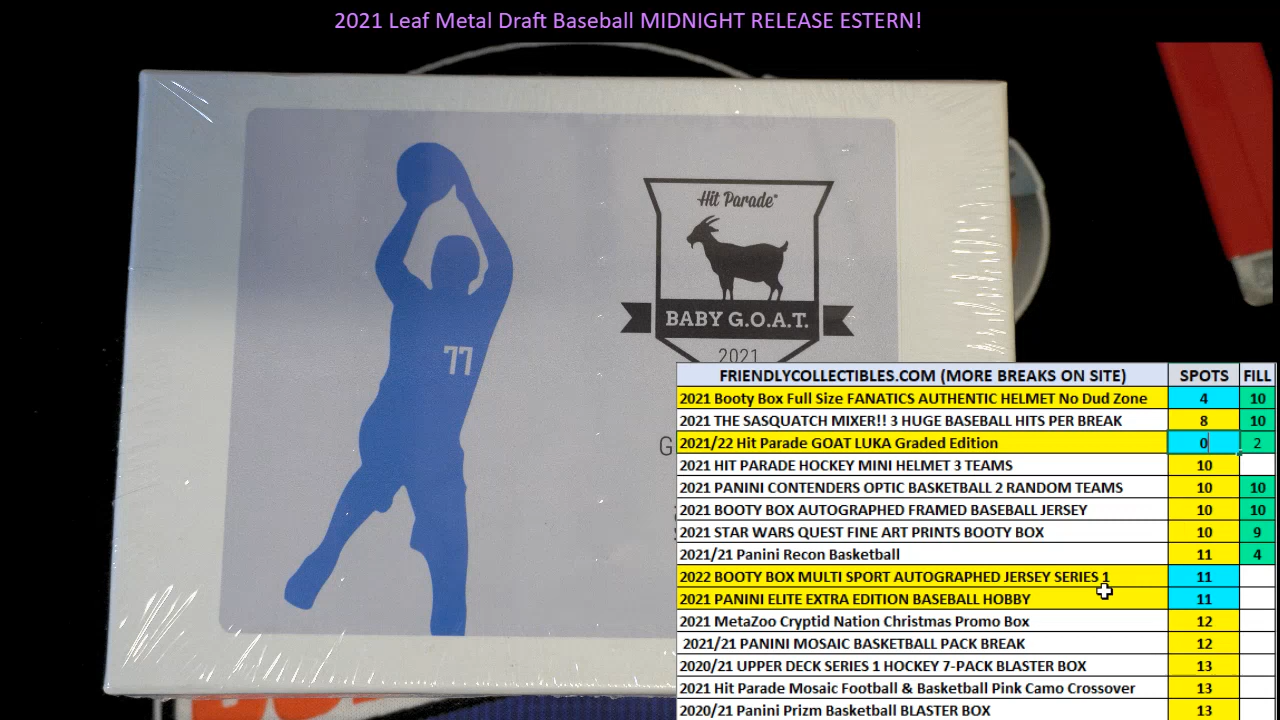 2021 Leaf Metal Draft Baseball MIDNIGHT RELEASE ESTERN!
77
Hit Parade
BABY G.O.A.T.
2021
G
FRIENDLYCOLLECTIBLES.COM (MORE BREAKS ON SITE) SPOTS FILL
2021 Booty Box Full Size FANATICS AUTHENTIC HELMET No Dud Zone 4 10
2021 THE SASQUATCH MIXER!! 3 HUGE BASEBALL HITS PER BREAK 8 10
2021/22 Hit Parade GOAT LUKA Graded Edition 0 2
2021 HIT PARADE HOCKEY MINI HELMET 3 TEAMS 10
2021 PANINI CONTENDERS OPTIC BASKETBALL 2 RANDOM TEAMS 10 10
2021 BOOTY BOX AUTOGRAPHED FRAMED BASEBALL JERSEY 10 10
2021 STAR WARS QUEST FINE ART PRINTS BOOTY BOX 10 9
2021/21 Panini Recon Basketball 11 4
2022 BOOTY BOX MULTI SPORT AUTOGRAPHED JERSEY SERIES 1 11
2021 PANINI ELITE EXTRA EDITION BASEBALL HOBBY 11
2021 MetaZoo Cryptid Nation Christmas Promo Box 12
2021/21 PANINI MOSAIC BASKETBALL PACK BREAK 12
2020/21 UPPER DECK SERIES 1 HOCKEY 7-PACK BLASTER BOX 13
2021 Hit Parade Mosaic Football & Basketball Pink Camo Crossover 13
2020/21 Panini Prizm Basketball BLASTER BOX 13